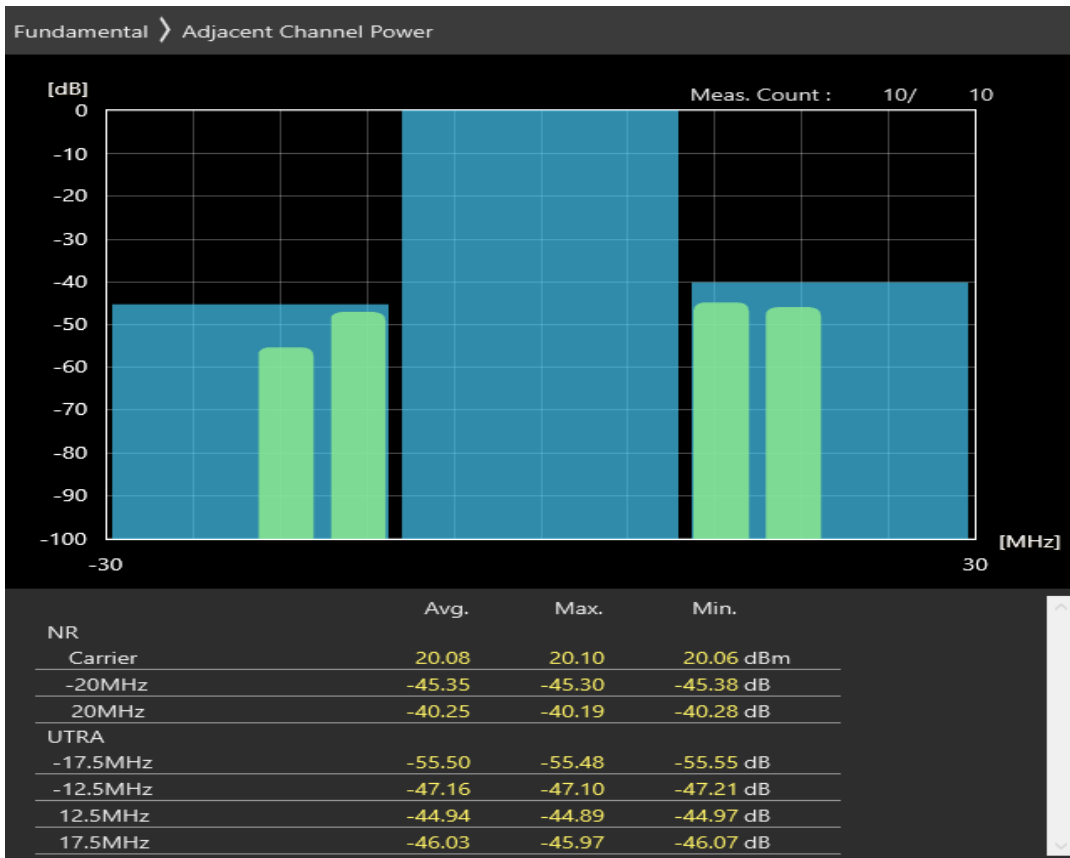 Fundamental 〉 Adjacent Channel Power
[dB]
Meas. Count : 10/ 10
0
-10
-20
-30
-40
-50
-60
-70
-80
-90
-100
[MHz]
-30 30
Avg. Max. Min.
NR
Carrier 20.08 20.10 20.06 dBm
-20MHz -45.35 -45.30 -45.38 dB
20MHz -40.25 -40.19 -40.28 dB
UTRA
-17.5MHz -55.50 -55.48 -55.55 dB
-12.5MHz -47.16 -47.10 -47.21 dB
12.5MHz -44.94 -44.89 -44.97 dB
17.5MHz -46.03 -45.97 -46.07 dB